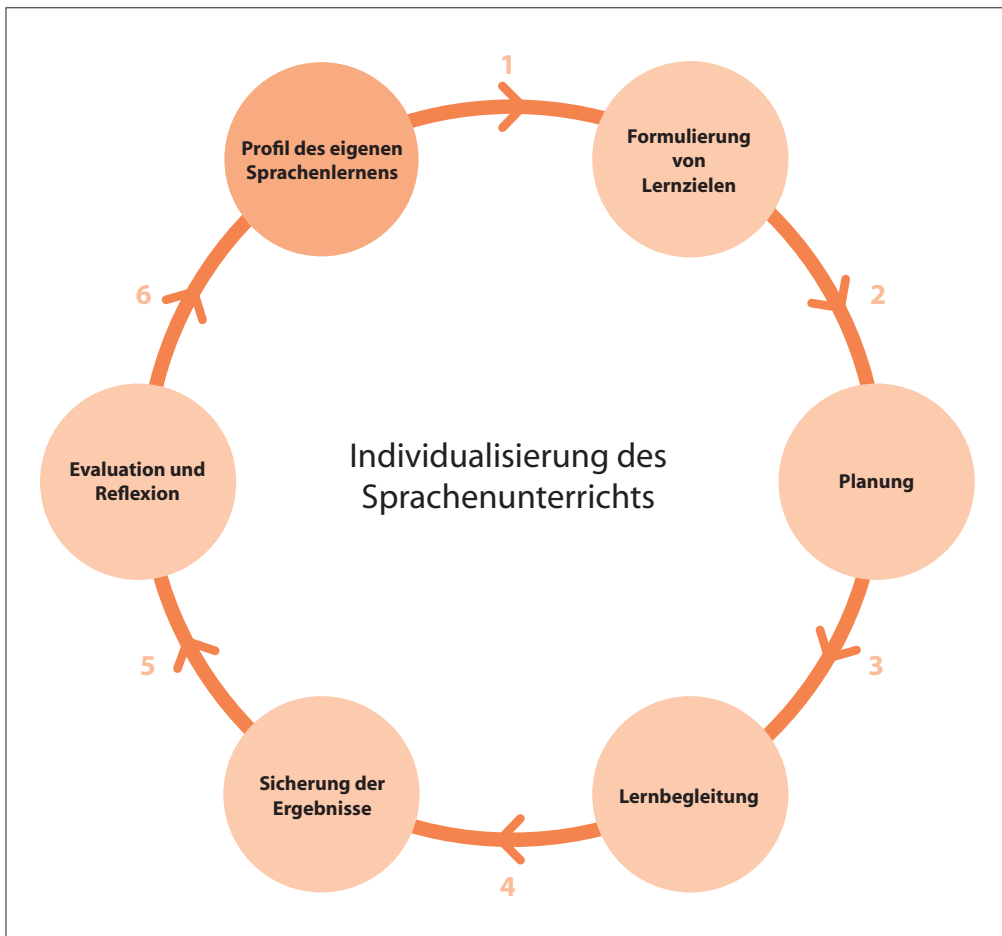 1
Profil des eigenen
Sprachenlernens
Formulierung
von
Lernzielen
6
2
Individualisierung des
Sprachenunterrichts
Evaluation und
Reflexion
Planung
5
3
Sicherung der
Ergebnisse
Lernbegleitung
4